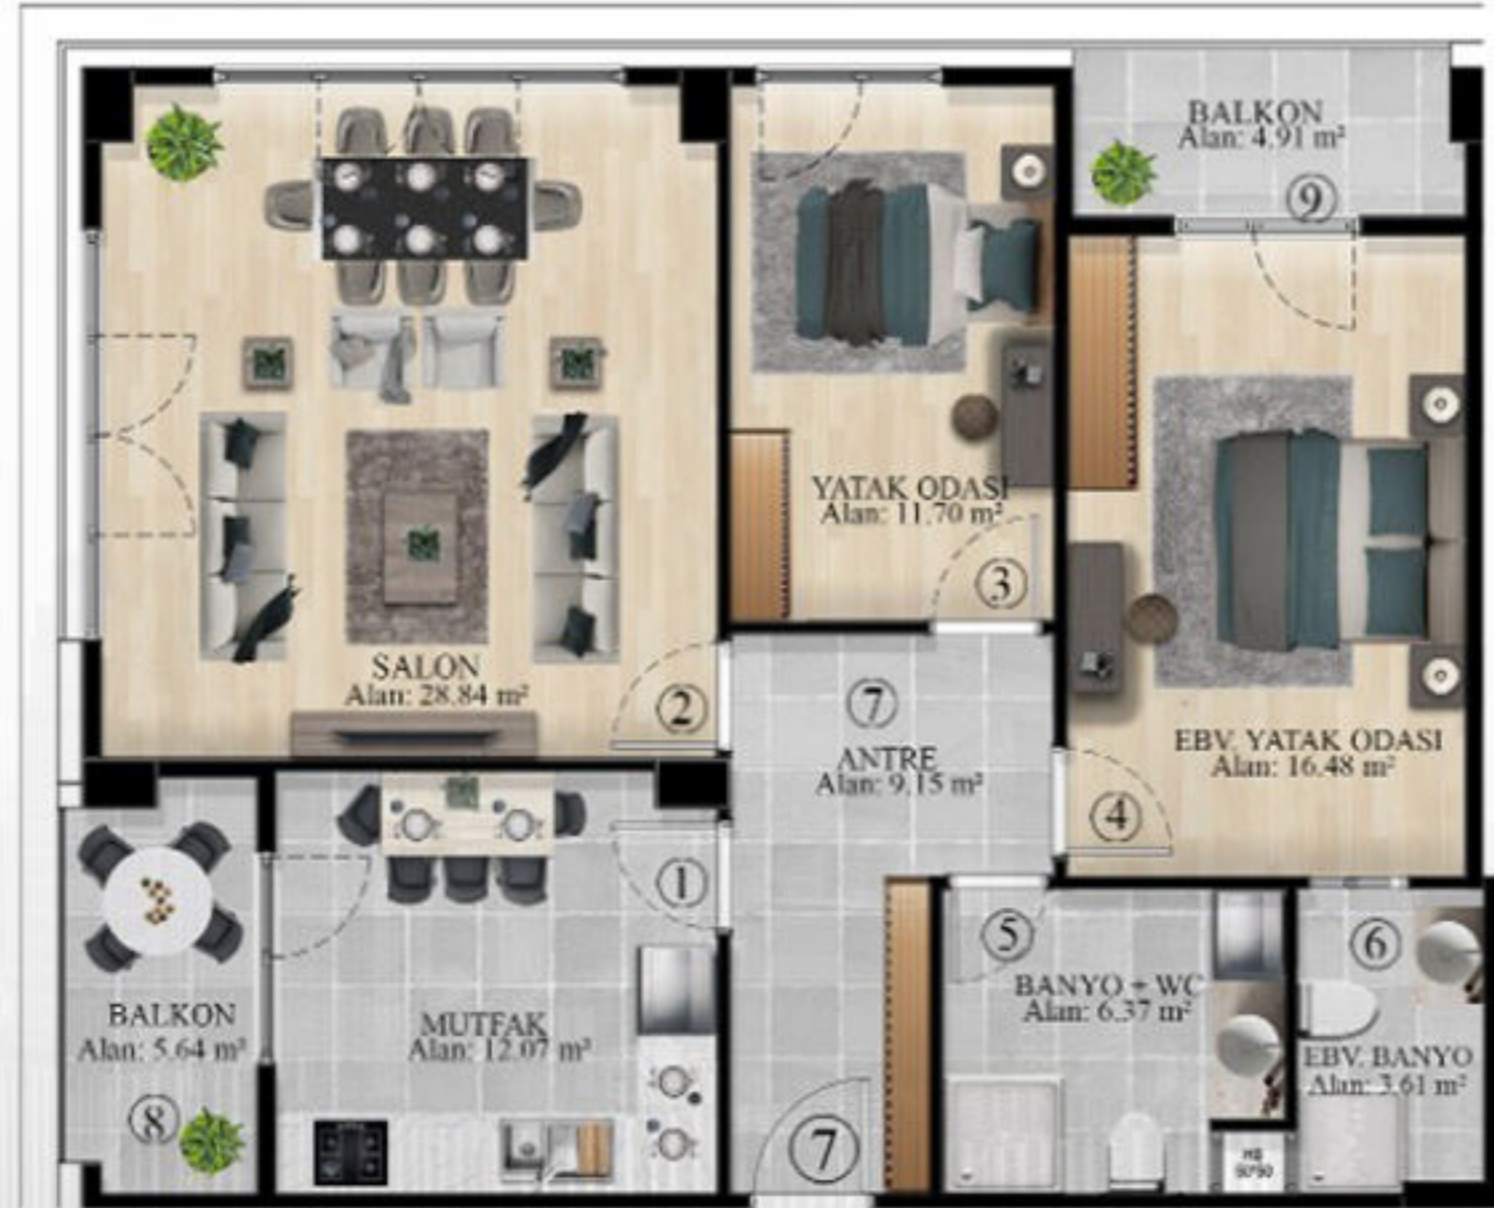 BALKON
Alan: 4.91 m²
9
YATAK ODASI
Alan: 11.70 m²
3
SALON
Alan: 28.84 m²
2
7
ANTRE
Alan: 9.15 m²
EBV. YATAK ODASI
Alan: 16.48 m²
4
1
5
6
BANYO + WC
Alan: 6.37 m²
BALKON
Alan: 5.64 m²
MUTFAK
Alan: 12.07 m²
EBV. BANYO
Alan: 3.61 m²
8
7